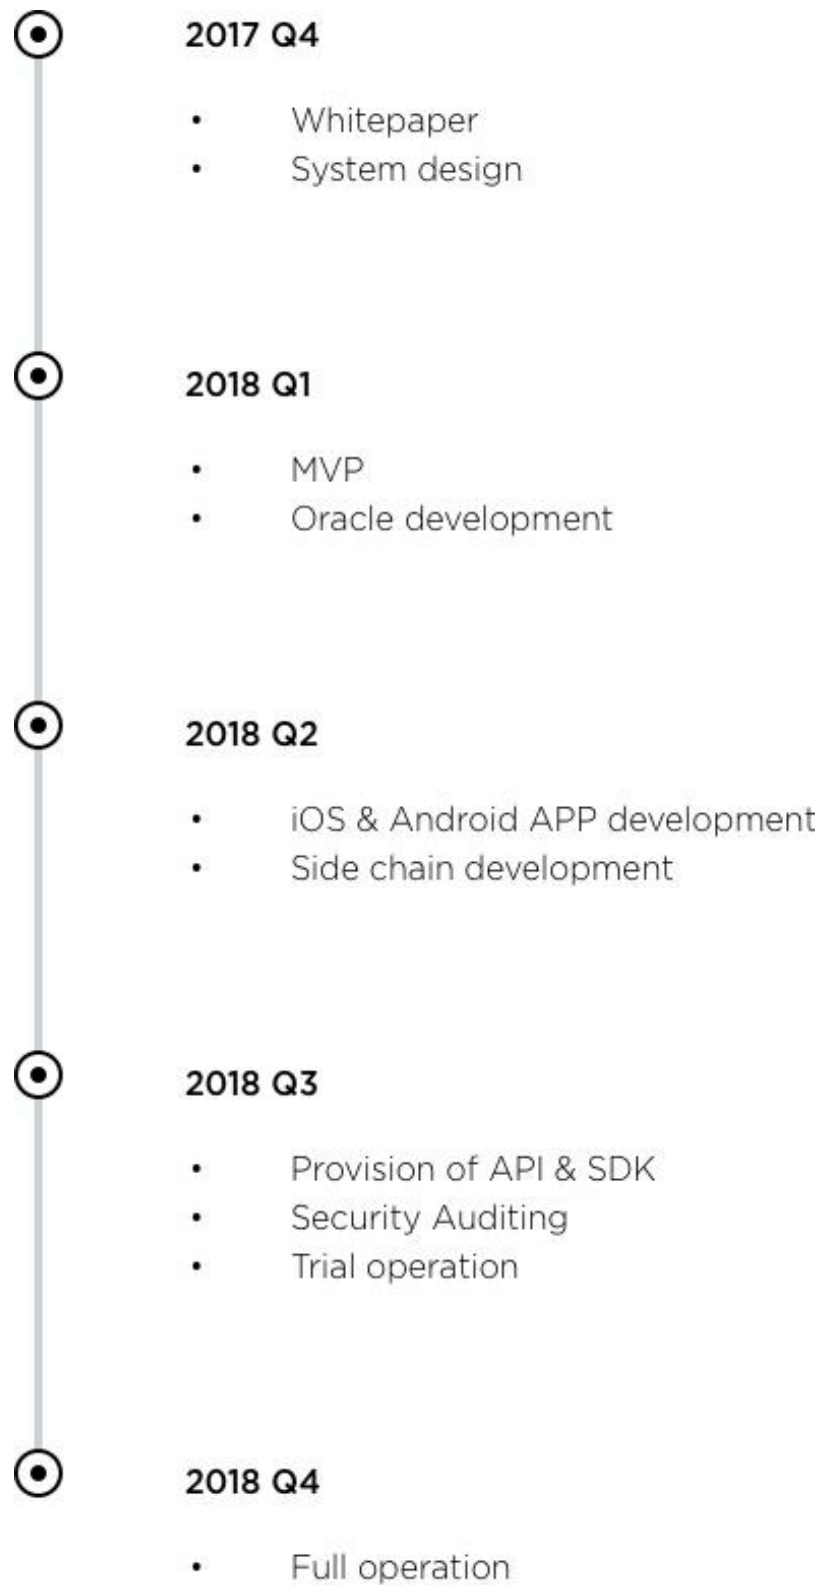 2017 Q4
• Whitepaper
• System design
2018 Q1
• MVP
• Oracle development
2018 Q2
• iOS & Android APP development
• Side chain development
2018 Q3
• Provision of API & SDK
• Security Auditing
• Trial operation
2018 Q4
• Full operation